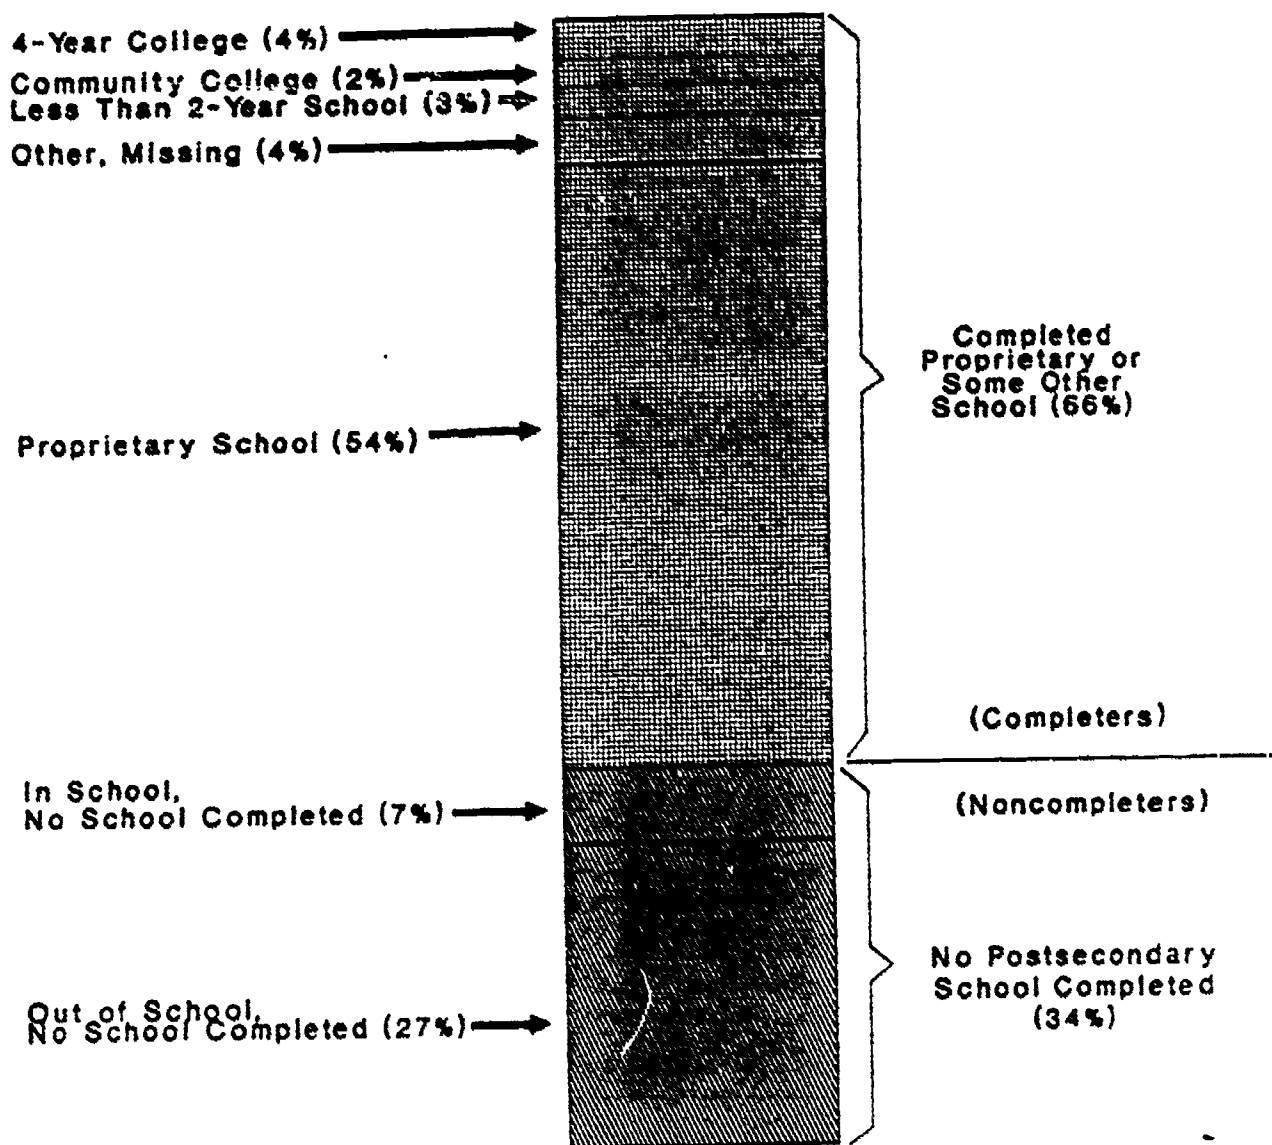 4-Year College (4%)
Community College (2%)
Less Than 2-Year School (3%)
Other, Missing (4%)
Completed
Proprietary or
Some Other
School (66%)
Proprietary School (54%)
(Completers)
In School,
No School Completed (7%)
(Noncompleters)
No Postsecondary
School Completed
(34%)
Out of School,
No School Completed (27%)